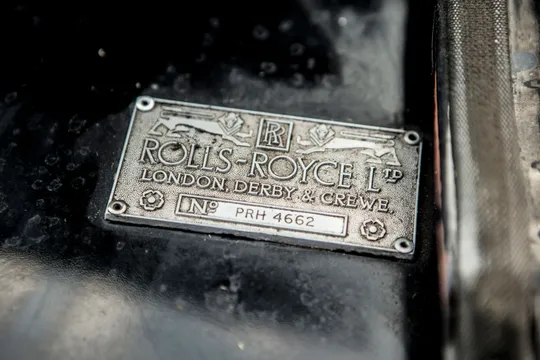 RR
ROLLS-ROYCE LTD
LONDON, DERBY & CREWE.
No PRH 4662